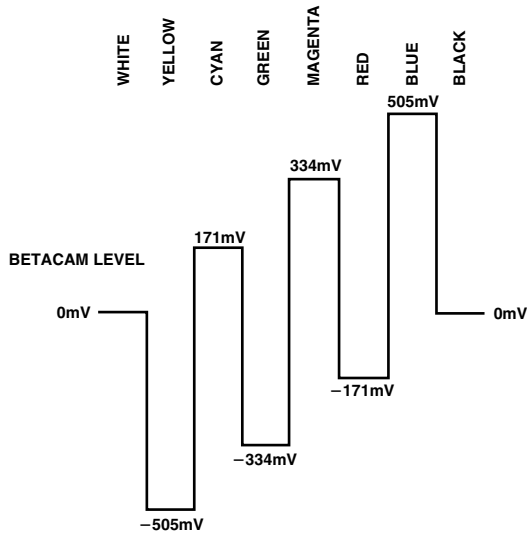 WHITE
YELLOW
CYAN
GREEN
MAGENTA
RED
BLUE
BLACK
505mV
334mV
171mV
BETACAM LEVEL
0mV
0mV
−171mV
−334mV
−505mV